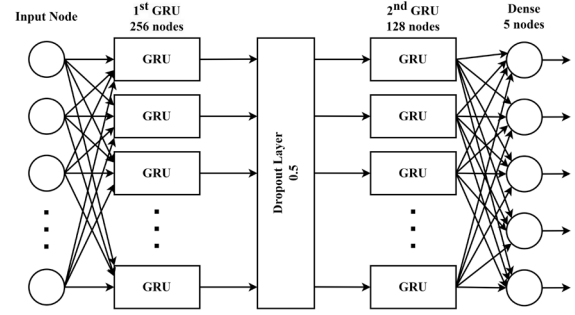 Input Node
1st GRU
256 nodes
2nd GRU
128 nodes
Dense
5 nodes
GRU
GRU
GRU
GRU
Dropout Layer
0.5
GRU
GRU
GRU
GRU